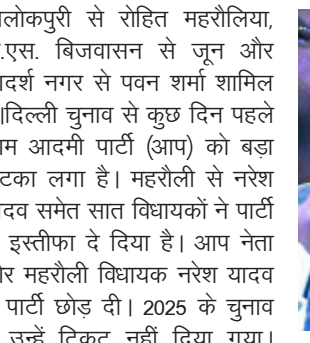 लोकपुरी से रोहित महरौलिया,
.एस. बिजवासन से जून और
ादर्श नगर से पवन शर्मा शामिल
।दिल्ली चुनाव से कुछ दिन पहले
ाम आदमी पार्टी (आप) को बड़ा
टका लगा है। महरौली से नरेश
ादव समेत सात विधायकों ने पार्टी
इस्तीफा दे दिया है। आप नेता
ौर महरौली विधायक नरेश यादव
पार्टी छोड़ दी। 2025 के चुनाव
उन्हें टिकट नहीं दिया गया।